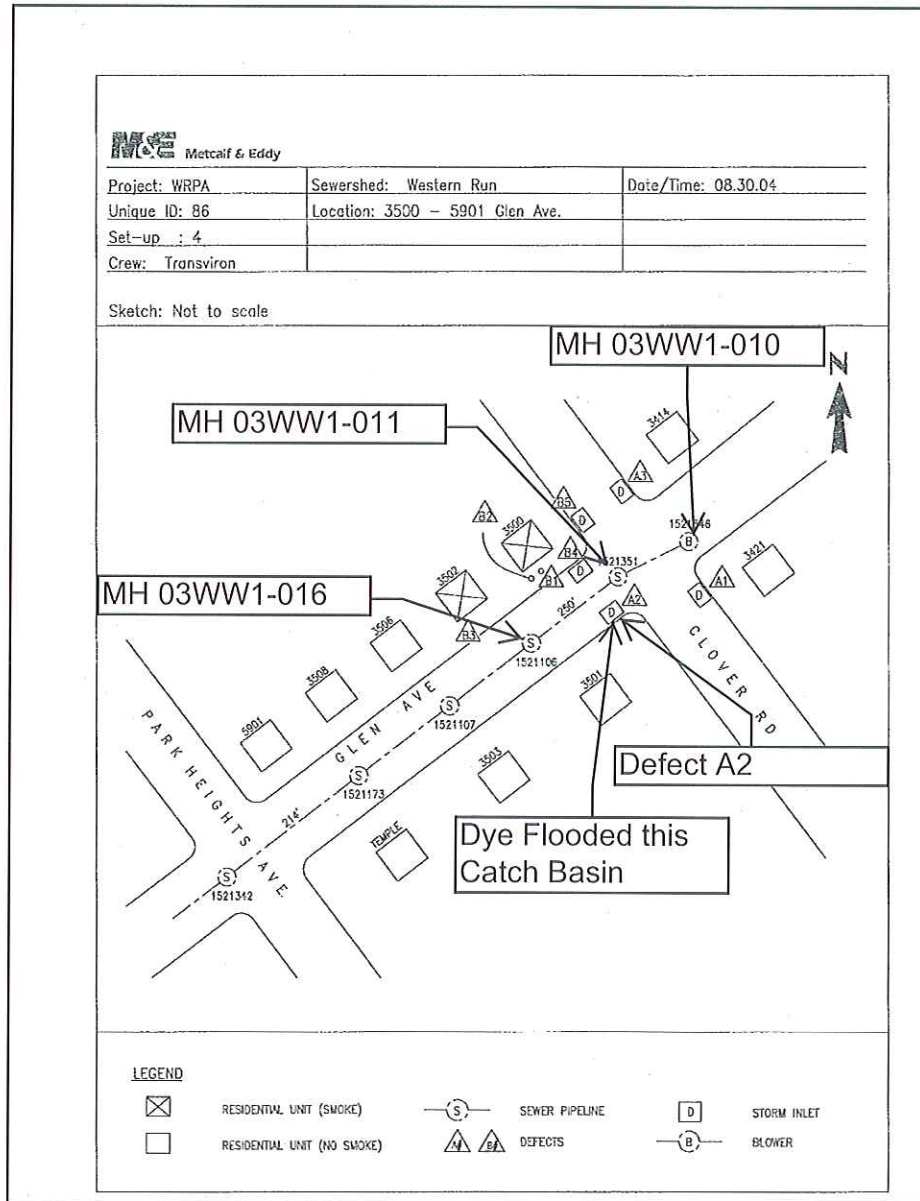 M&E Metcalf & Eddy
Project: WRPA
Sewershed: Western Run
Date/Time: 08.30.04
Unique ID: 86
Location: 3500 - 5901 Glen Ave.
Set-up : 4
Crew: Transviron
Sketch: Not to scale
MH 03WW1-010
N
MH 03WW1-011
3414
A3
D
B5
D
B2
3500
B
B4
D
1521351
S
3421
A1
D
B1
3502
MH 03WW1-016
250'
A2
D
B3
S
1521106
3506
CLOVER RD
3508
3501
S
1521107
GLEN AVE
5901
PARK HEIGHTS AVE
Defect A2
3503
S
1521173
214'
TEMPLE
Dye Flooded this
Catch Basin
S
1521342
LEGEND
RESIDENTIAL UNIT (SMOKE)
S
SEWER PIPELINE
D
STORM INLET
RESIDENTIAL UNIT (NO SMOKE)
DEFECTS
B
BLOWER